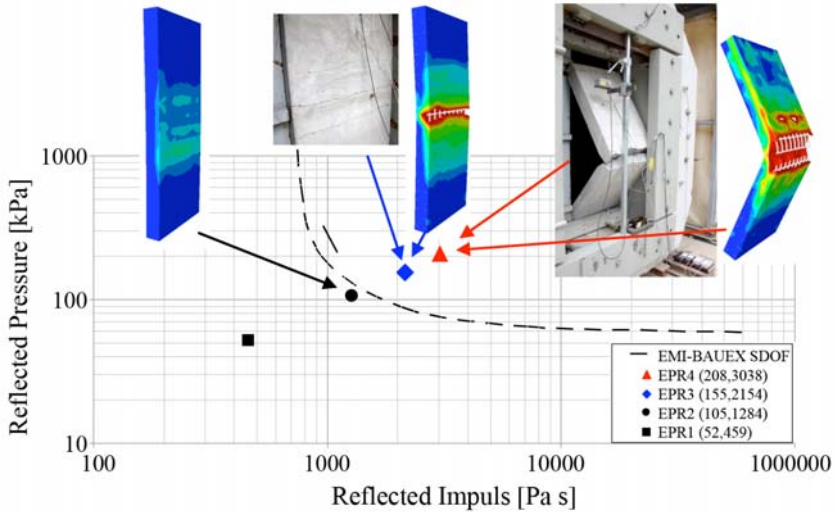 1000
100
10
Reflected Pressure [kPa]
EMI-BAUEX SDOF
EPR4 (208,3038)
EPR3 (155,2154)
EPR2 (105,1284)
EPR1 (52,459)
100 1000 10000 1000000
Reflected Impuls [Pa s]